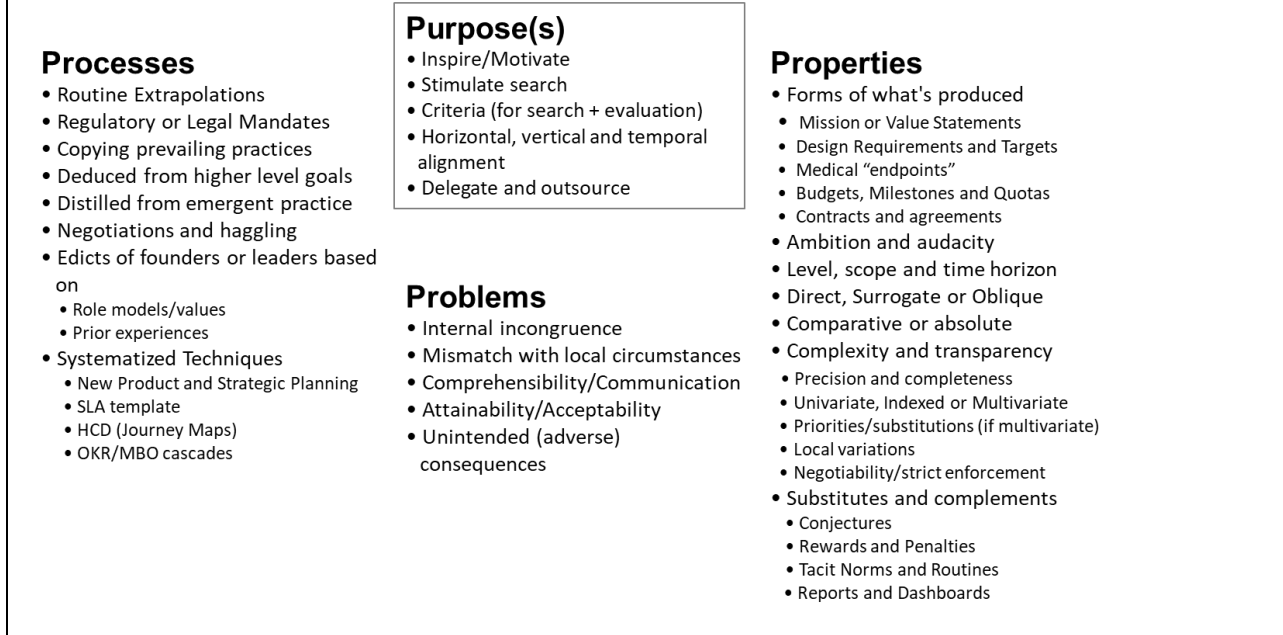 Processes
• Routine Extrapolations
• Regulatory or Legal Mandates
• Copying prevailing practices
• Deduced from higher level goals
• Distilled from emergent practice
• Negotiations and haggling
• Edicts of founders or leaders based
on
• Role models/values
• Prior experiences
• Systematized Techniques
• New Product and Strategic Planning
• SLA template
• HCD (Journey Maps)
• OKR/MBO cascades
Purpose(s)
• Inspire/Motivate
• Stimulate search
• Criteria (for search + evaluation)
• Horizontal, vertical and temporal
alignment
• Delegate and outsource
Problems
• Internal incongruence
• Mismatch with local circumstances
• Comprehensibility/Communication
• Attainability/Acceptability
• Unintended (adverse)
consequences
Properties
• Forms of what's produced
• Mission or Value Statements
• Design Requirements and Targets
• Medical “endpoints”
• Budgets, Milestones and Quotas
• Contracts and agreements
• Ambition and audacity
• Level, scope and time horizon
• Direct, Surrogate or Oblique
• Comparative or absolute
• Complexity and transparency
• Precision and completeness
• Univariate, Indexed or Multivariate
• Priorities/substitutions (if multivariate)
• Local variations
• Negotiability/strict enforcement
• Substitutes and complements
• Conjectures
• Rewards and Penalties
• Tacit Norms and Routines
• Reports and Dashboards